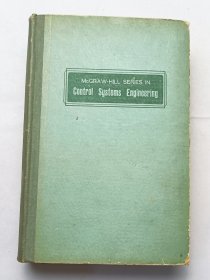 McGRAW-HILL SERIES IN
Control Systems Engineering